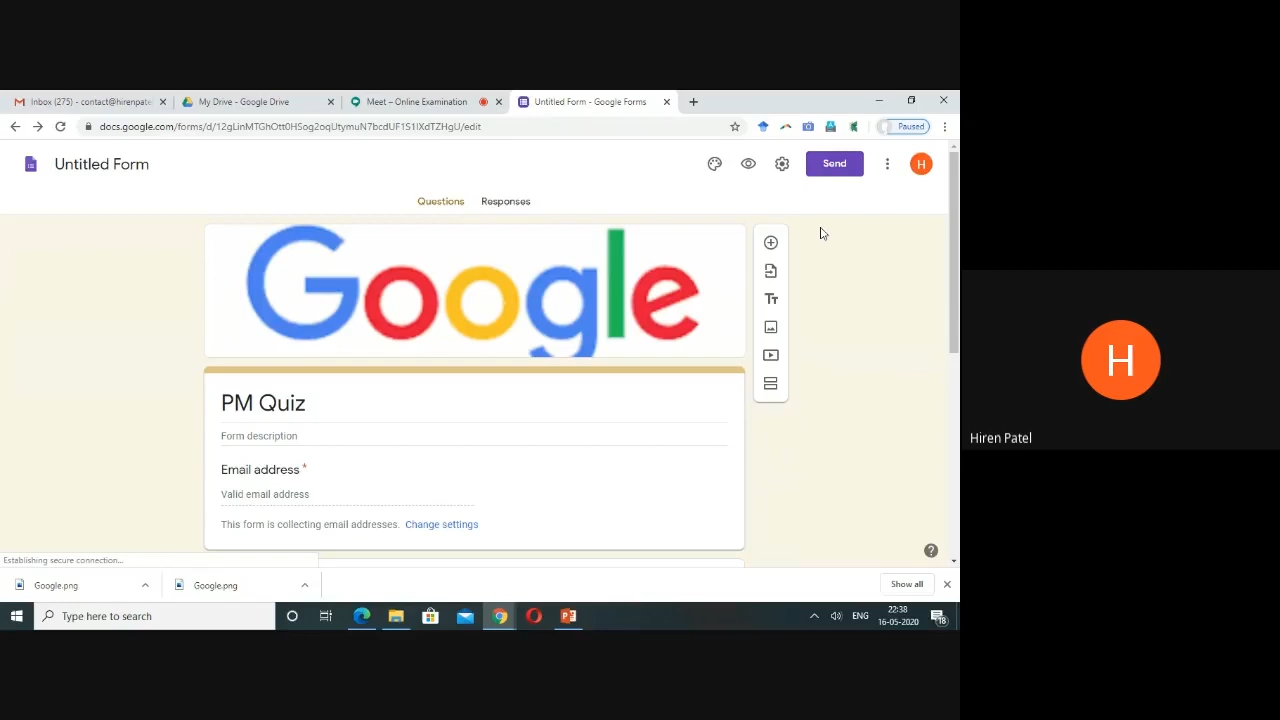 Inbox (275) - contact@hirenpate
My Drive - Google Drive
Meet – Online Examination
Untitled Form - Google Forms
docs.google.com/forms/d/12gLinMTGhOtt0HSog2oqUtymuN7bcdUF1S1IXdTZHgU/edit
Paused
Untitled Form
Send
H
Questions
Responses
Google
Tт
PM Quiz
Form description
Email address *
Valid email address
This form is collecting email addresses. Change settings
Establishing secure connection...
Google.png
Google.png
Show all
Type here to search
ENG
22:38
16-05-2020
18
H
Hiren Patel